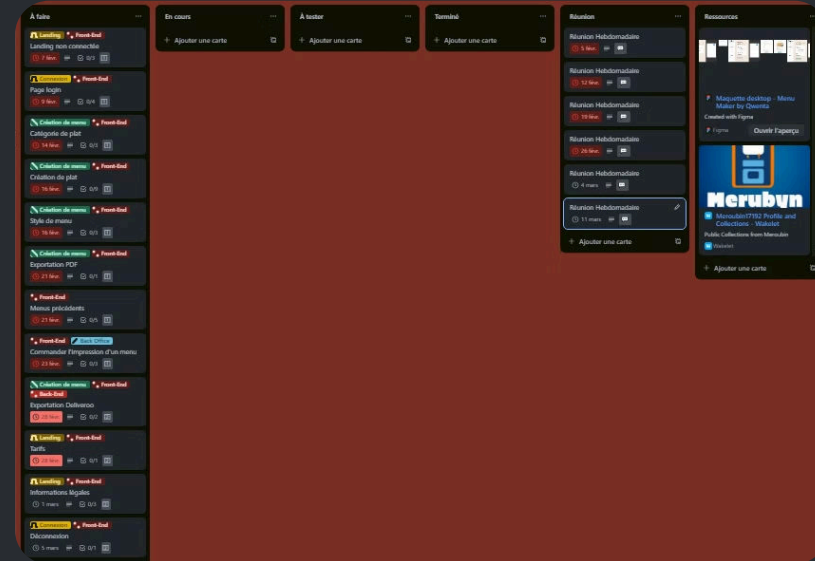 À faire
Landing Front-End
Landing non connectée
7 févr. 0/3
Connexion Front-End
Page login
9 févr. 0/4
Création de menu Front-End
Catégorie de plat
14 févr. 0/3
Création de menu Front-End
Création de plat
16 févr.
Création de menu Front-End
Style de menu
16 févr. 0/3
Création de menu Front-End
Exportation PDF
21 févr. 0/1
Front-End
Menus précédents
21 févr. 0/5
Front-End Back Office
Commander l'impression d'un menu
23 févr. 0/3
Création de menu Front-End
Back-End
Exportation Deliveroo
28 févr. 0/2
Landing Front-End
Tarifs
28 févr. 0/1
Landing Front-End
Informations légales
1 mars 0/3
Connexion Front-End
Déconnexion
5 mars 0/1
En cours
+ Ajouter une carte
À tester
+ Ajouter une carte
Terminé
+ Ajouter une carte
Réunion
Réunion Hebdomadaire
5 févr.
Réunion Hebdomadaire
12 févr.
Réunion Hebdomadaire
19 févr.
Réunion Hebdomadaire
26 févr.
Réunion Hebdomadaire
4 mars
Réunion Hebdomadaire
11 mars
+ Ajouter une carte
Ressources
Maquette desktop - Menu
Maker by Qwenta
Created with Figma
Figma Ouvrir l'aperçu
Merubyn
Meroubin17192 Profile and
Collections - Wakelet
Public Collections from Meroubin
Wakelet
+ Ajouter une carte